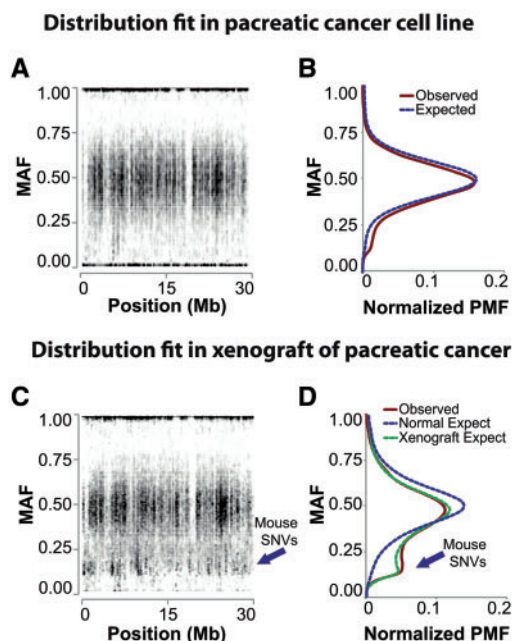 Distribution fit in pacreatic cancer cell line
A
B
1.00
0.75
0.50
0.25
0.00
MAF
0
15
30
Position (Mb)
1.00
0.75
0.50
0.25
0.00
MAF
Observed
Expected
0
0.1
0.2
Normalized PMF
Distribution fit in xenograft of pacreatic cancer
C
D
1.00
0.75
0.50
0.25
0.00
MAF
Mouse
SNVs
0
15
30
Position (Mb)
1.00
0.75
0.50
0.25
0.00
MAF
Observed
Normal Expect
Xenograft Expect
Mouse
SNVs
0
0.1
0.2
Normalized PMF